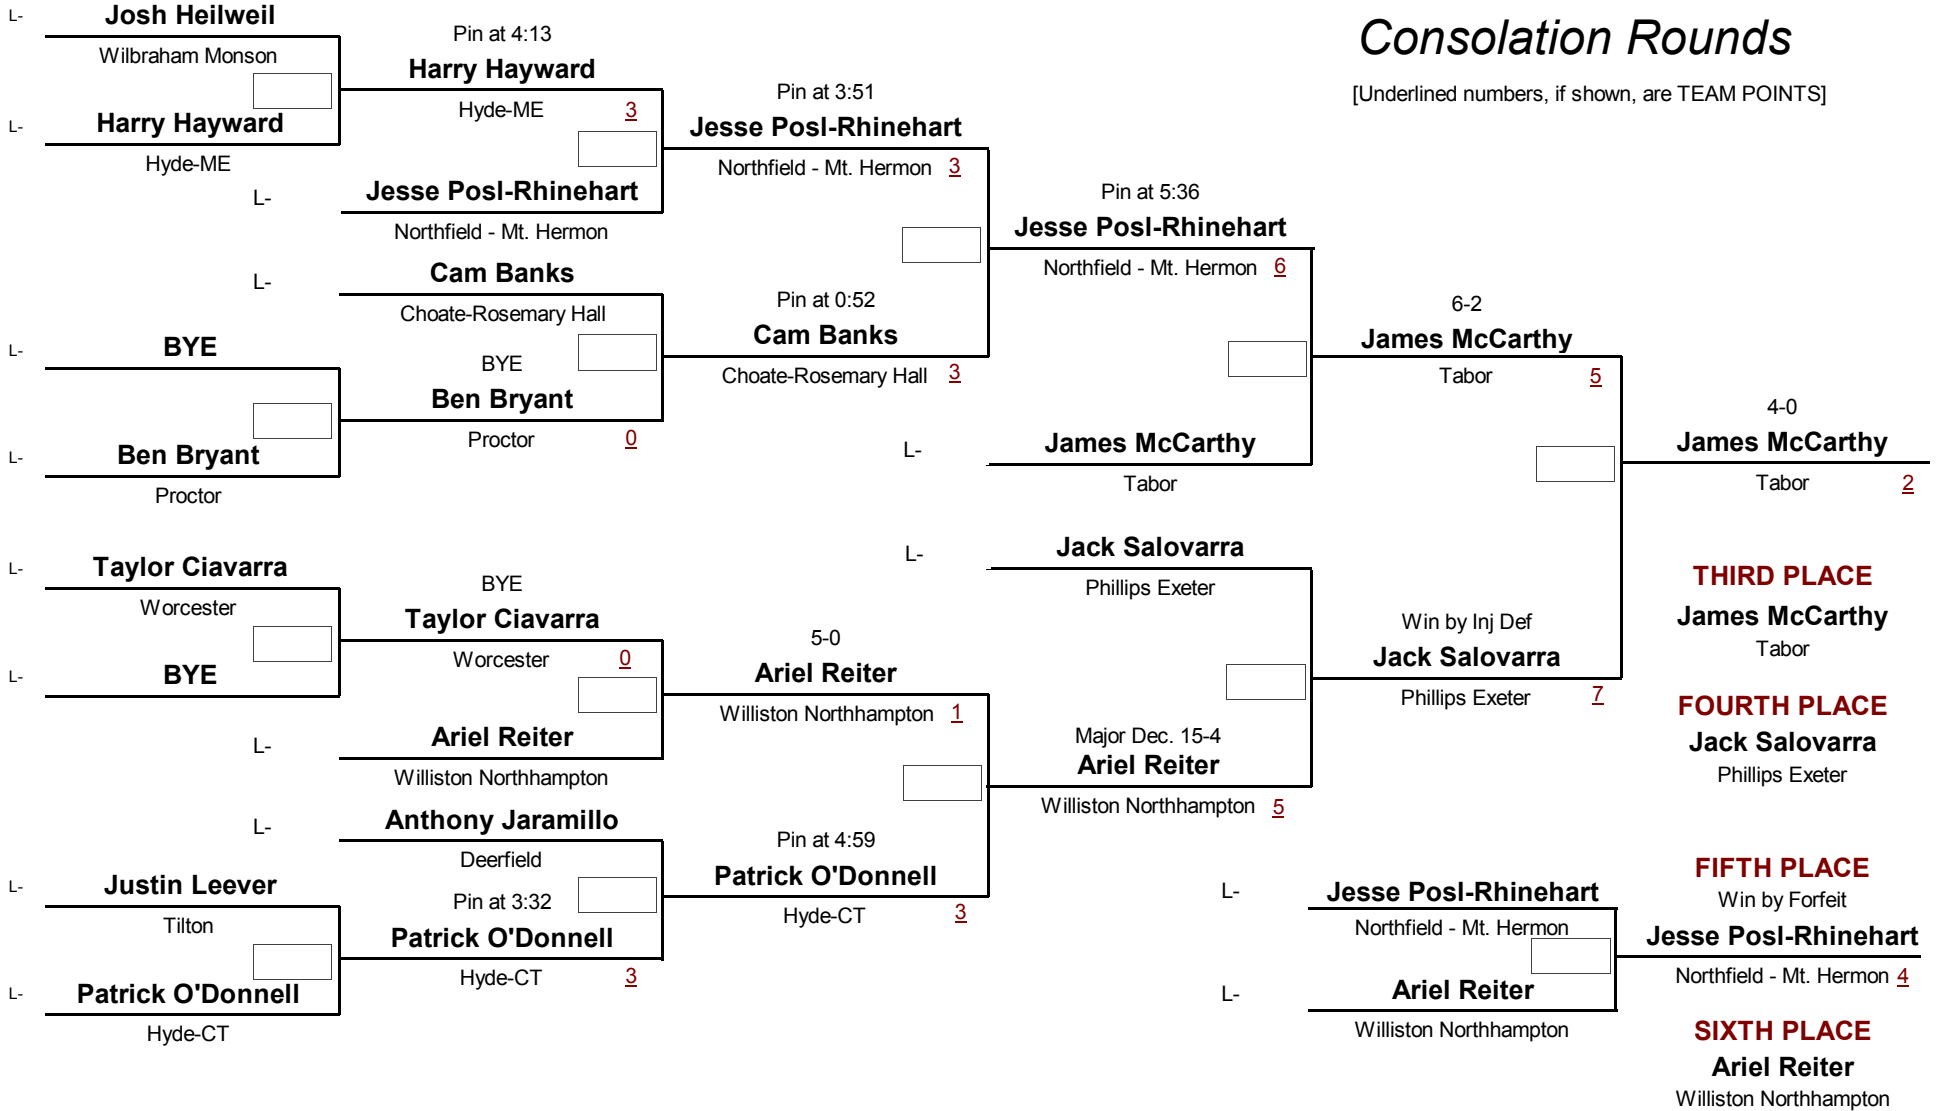 Consolation Rounds
[Underlined numbers, if shown, are TEAM POINTS]
L- Josh Heilweil
Wilbraham Monson
L- Harry Hayward
Hyde-ME
L- BYE
L- Ben Bryant
Proctor
L- Taylor Ciavarra
Worcester
L- BYE
L- Justin Leever
Tilton
L- Patrick O'Donnell
Hyde-CT
Pin at 4:13
Harry Hayward
Hyde-ME 3
L- Jesse Posl-Rhinehart
Northfield - Mt. Hermon
L- Cam Banks
Choate-Rosemary Hall
BYE
Ben Bryant
Proctor 0
BYE
Taylor Ciavarra
Worcester 0
L- Ariel Reiter
Williston Northhampton
L- Anthony Jaramillo
Deerfield
Pin at 3:32
Patrick O'Donnell
Hyde-CT 3
Pin at 3:51
Jesse Posl-Rhinehart
Northfield - Mt. Hermon 3
Pin at 0:52
Cam Banks
Choate-Rosemary Hall 3
5-0
Ariel Reiter
Williston Northhampton 1
Pin at 4:59
Patrick O'Donnell
Hyde-CT 3
Pin at 5:36
Jesse Posl-Rhinehart
Northfield - Mt. Hermon 6
L- James McCarthy
Tabor
L- Jack Salovarra
Phillips Exeter
Major Dec. 15-4
Ariel Reiter
Williston Northhampton 5
6-2
James McCarthy
Tabor 5
Win by Inj Def
Jack Salovarra
Phillips Exeter 7
4-0
James McCarthy
Tabor 2
THIRD PLACE
James McCarthy
Tabor
FOURTH PLACE
Jack Salovarra
Phillips Exeter
L- Jesse Posl-Rhinehart
Northfield - Mt. Hermon
L- Ariel Reiter
Williston Northhampton
FIFTH PLACE
Win by Forfeit
Jesse Posl-Rhinehart
Northfield - Mt. Hermon 4
SIXTH PLACE
Ariel Reiter
Williston Northhampton